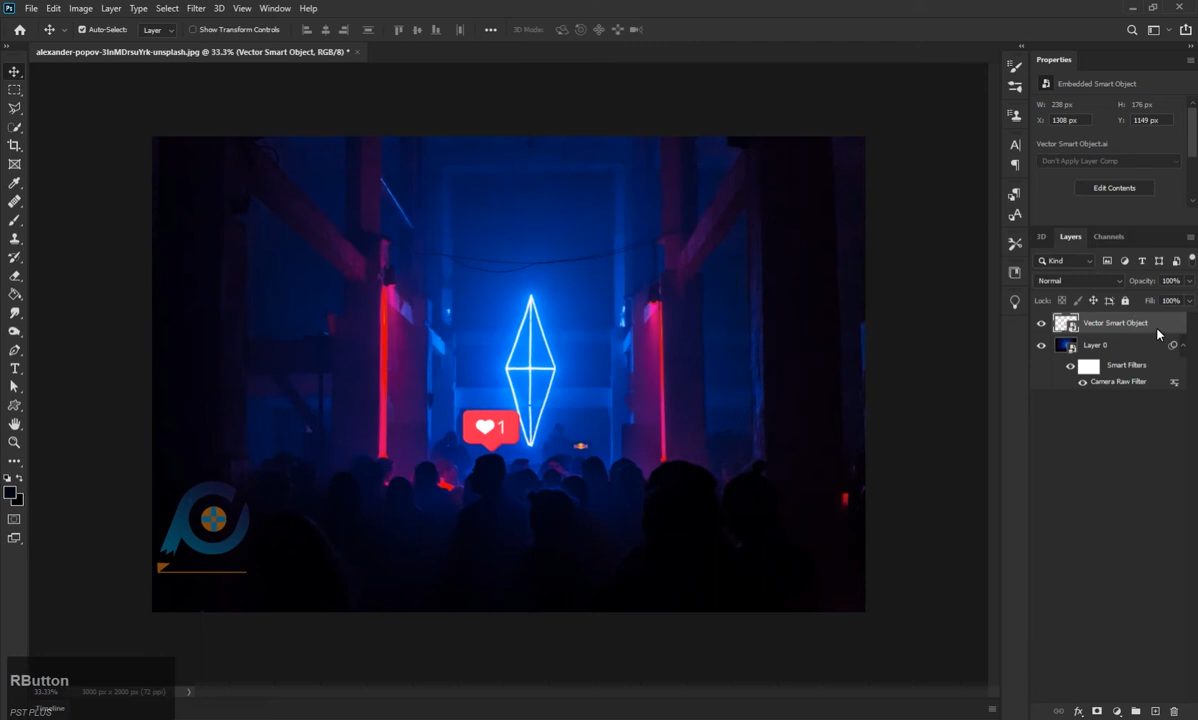 Ps File Edit Image Layer Type Select Filter 3D View Window Help
Auto-Select: Layer Show Transform Controls 3D Mode:
alexander-popov-3InMDrsuYrk-unsplash.jpg @ 33.3% (Vector Smart Object, RGB/8) *
Properties
Embedded Smart Object
W: 238 px H: 176 px
X: 1308 px Y: 1149 px
Vector Smart Object.ai
Don't Apply Layer Comp
Edit Contents
3D Layers Channels
Kind
Normal Opacity: 100%
Lock: Fill: 100%
Vector Smart Object
Layer 0
Smart Filters
Camera Raw Filter
1
RButton
33.33% 3000 px x 2000 px (72 ppi)
Timeline
PST PLUS